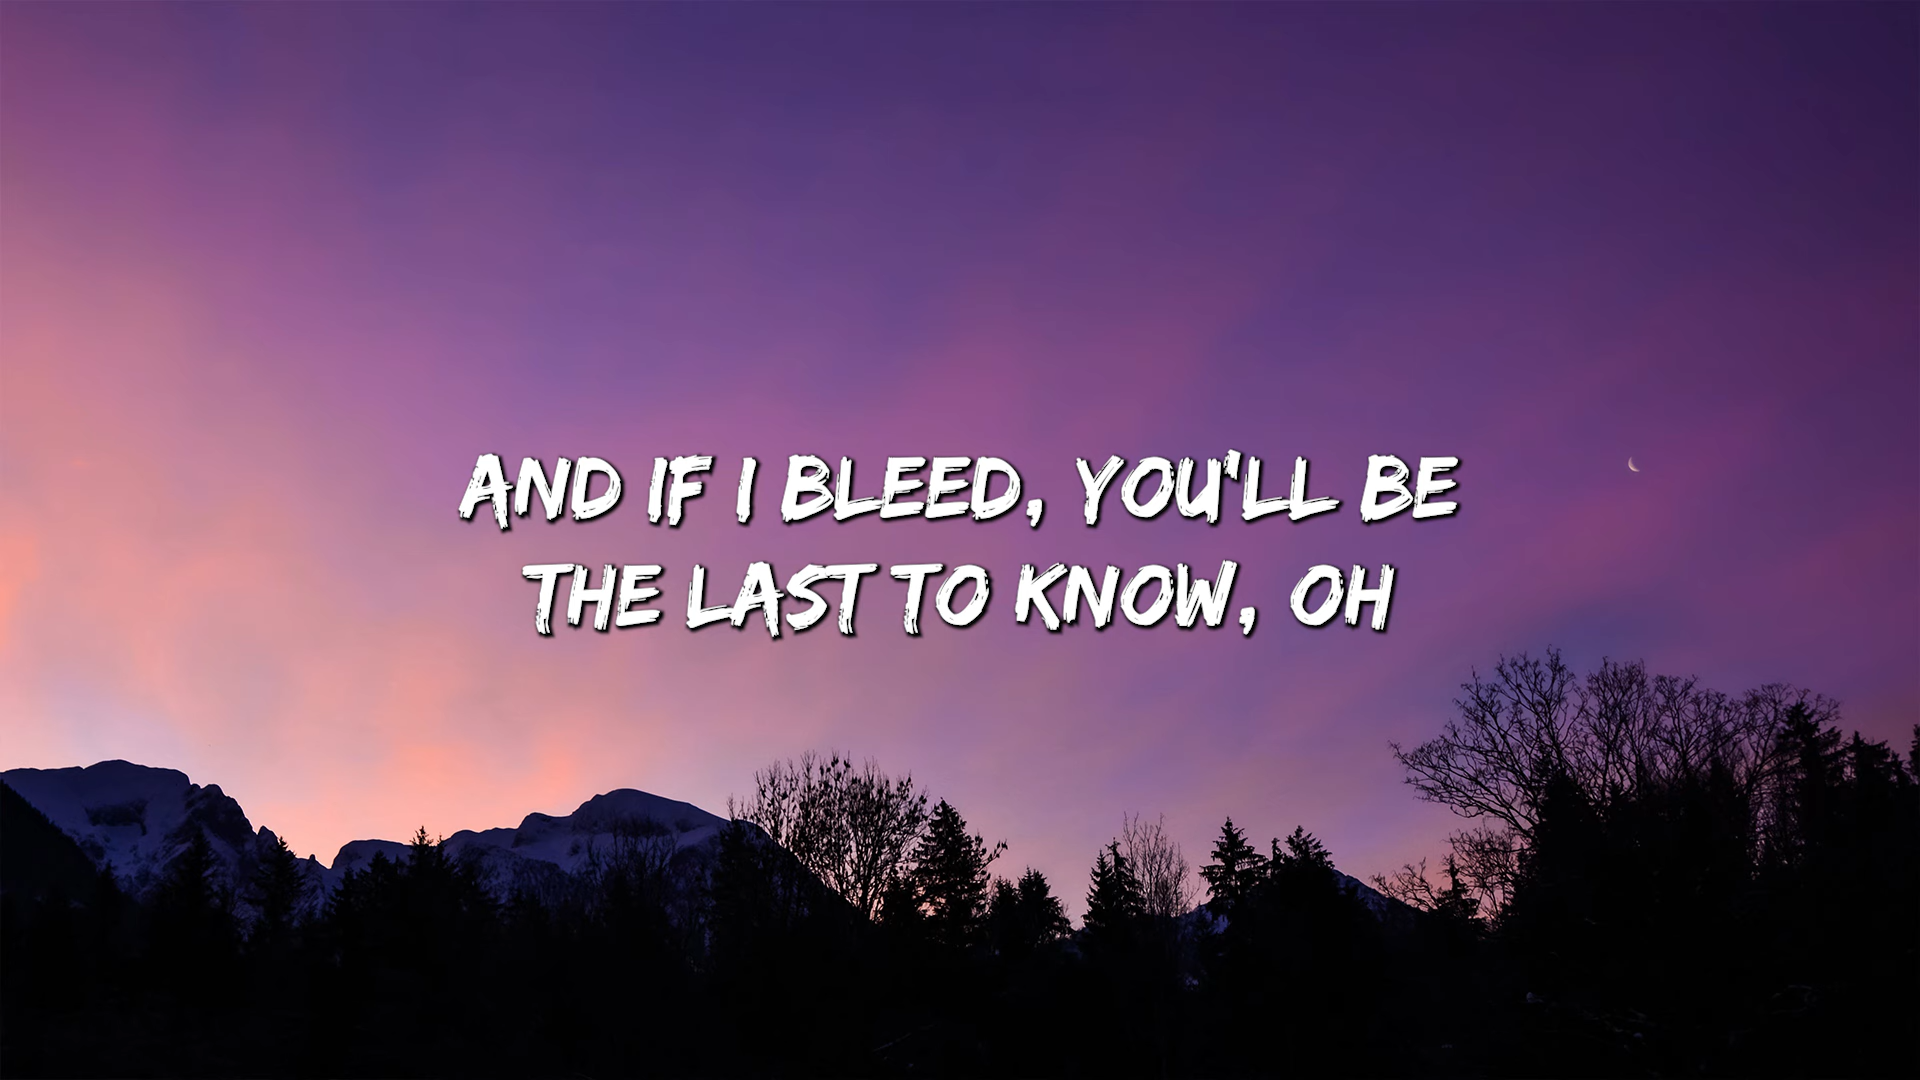 AND IF I BLEED, YOU'LL BE
THE LAST TO KNOW, OH